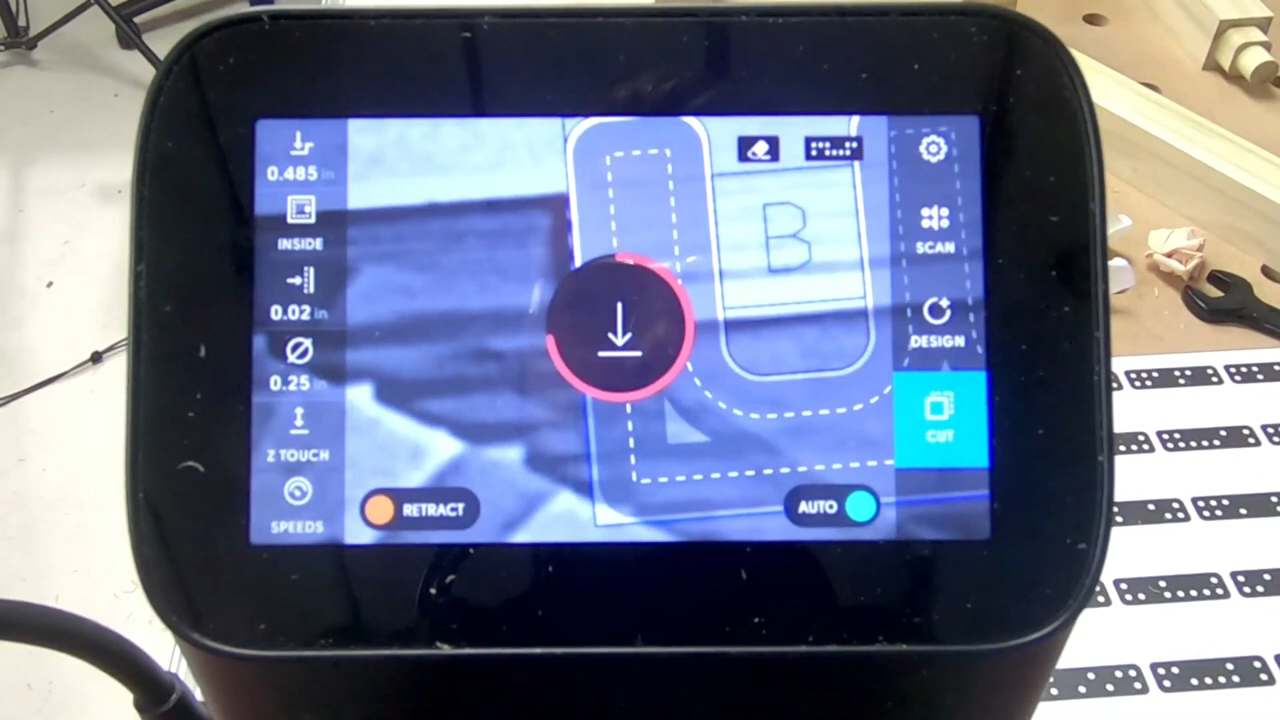 0.485 in
INSIDE
0.02 in
0.25 in
Z TOUCH
SPEEDS
RETRACT
B
AUTO
SCAN
DESIGN
CUT